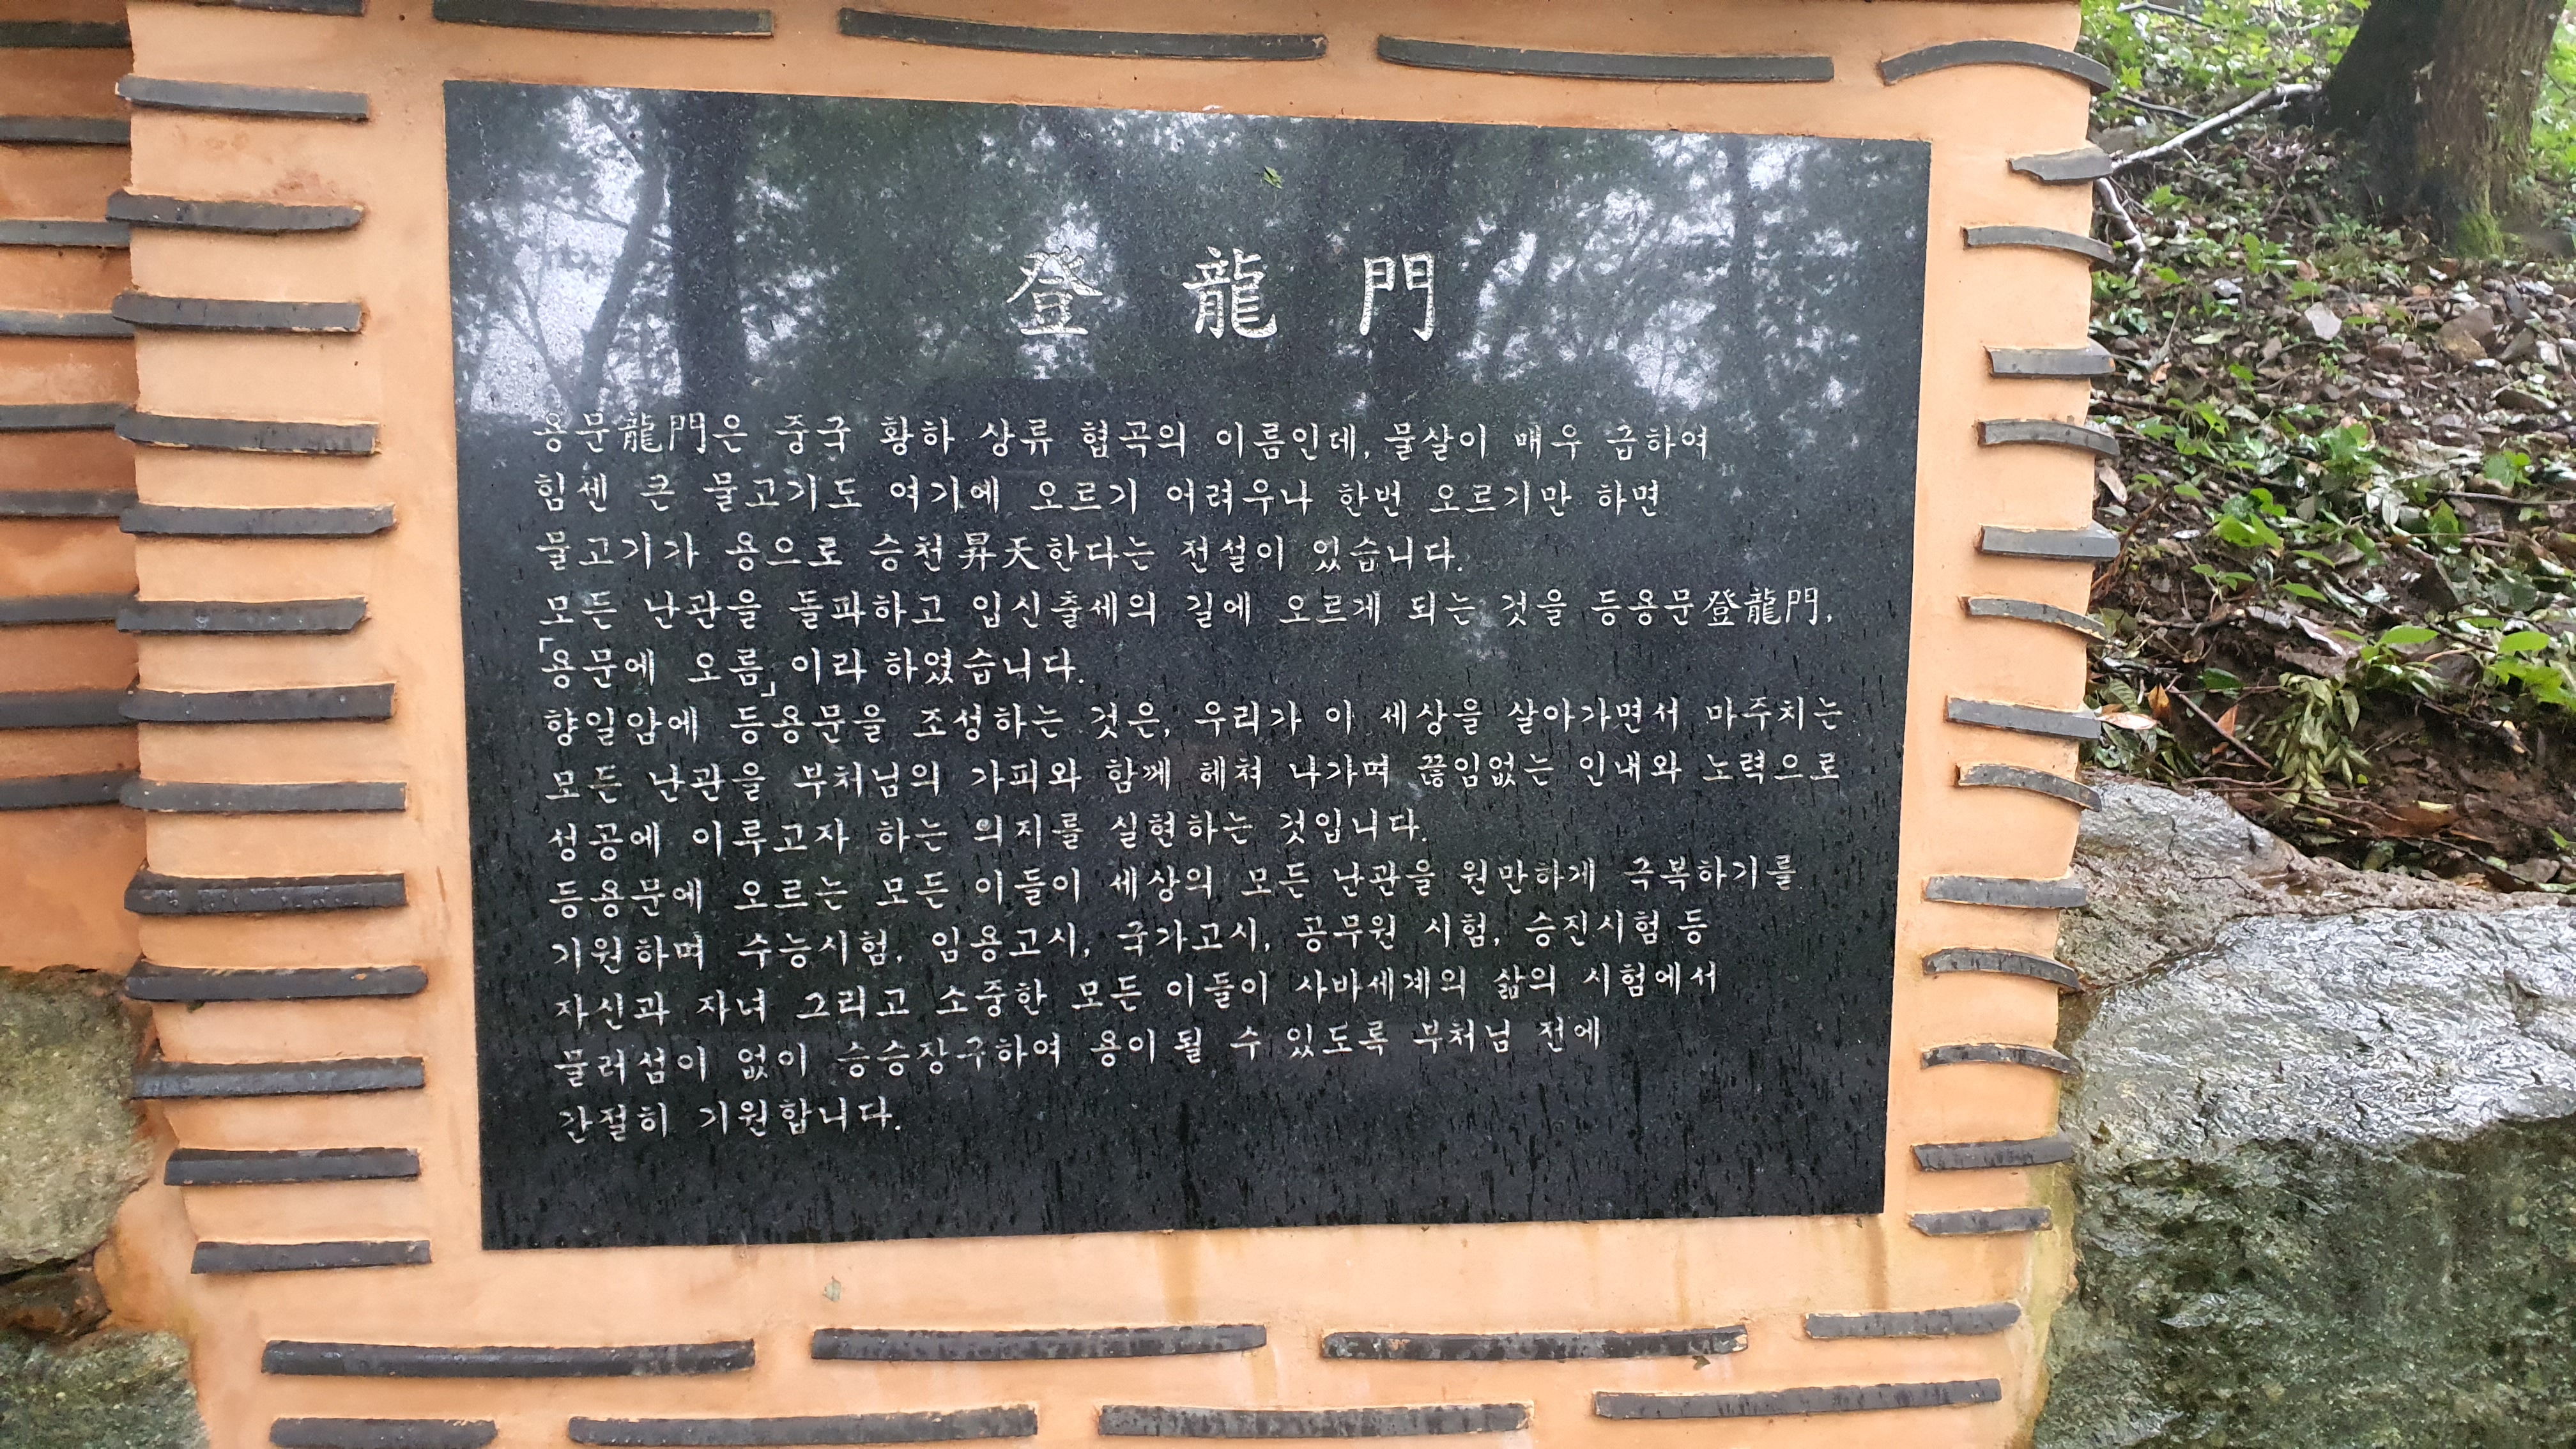 登龍門
용문龍門은 중국 황하 상류 협곡의 이름인데, 물살이 매우 급하여
힘센 큰 물고기도 여기에 오르기 어려우나 한번 오르기만 하면
물고기가 용으로 승천昇天한다는 전설이 있습니다.
모든 난관을 돌파하고 입신출세의 길에 오르게 되는 것을 등용문登龍門,
「용문에 오름」이라 하였습니다.
향일암에 등용문을 조성하는 것은, 우리가 이 세상을 살아가면서 마주치는
모든 난관을 부처님의 가피와 함께 헤쳐 나가며 끊임없는 인내와 노력으로
성공에 이루고자 하는 의지를 실현하는 것입니다.
등용문에 오르는 모든 이들이 세상의 모든 난관을 원만하게 극복하기를
기원하며 수능시험, 임용고시, 국가고시, 공무원 시험, 승진시험 등
자신과 자녀 그리고 소중한 모든 이들이 사바세계의 삶의 시험에서
물러섬이 없이 승승장구하여 용이 될 수 있도록 부처님 전에
간절히 기원합니다.